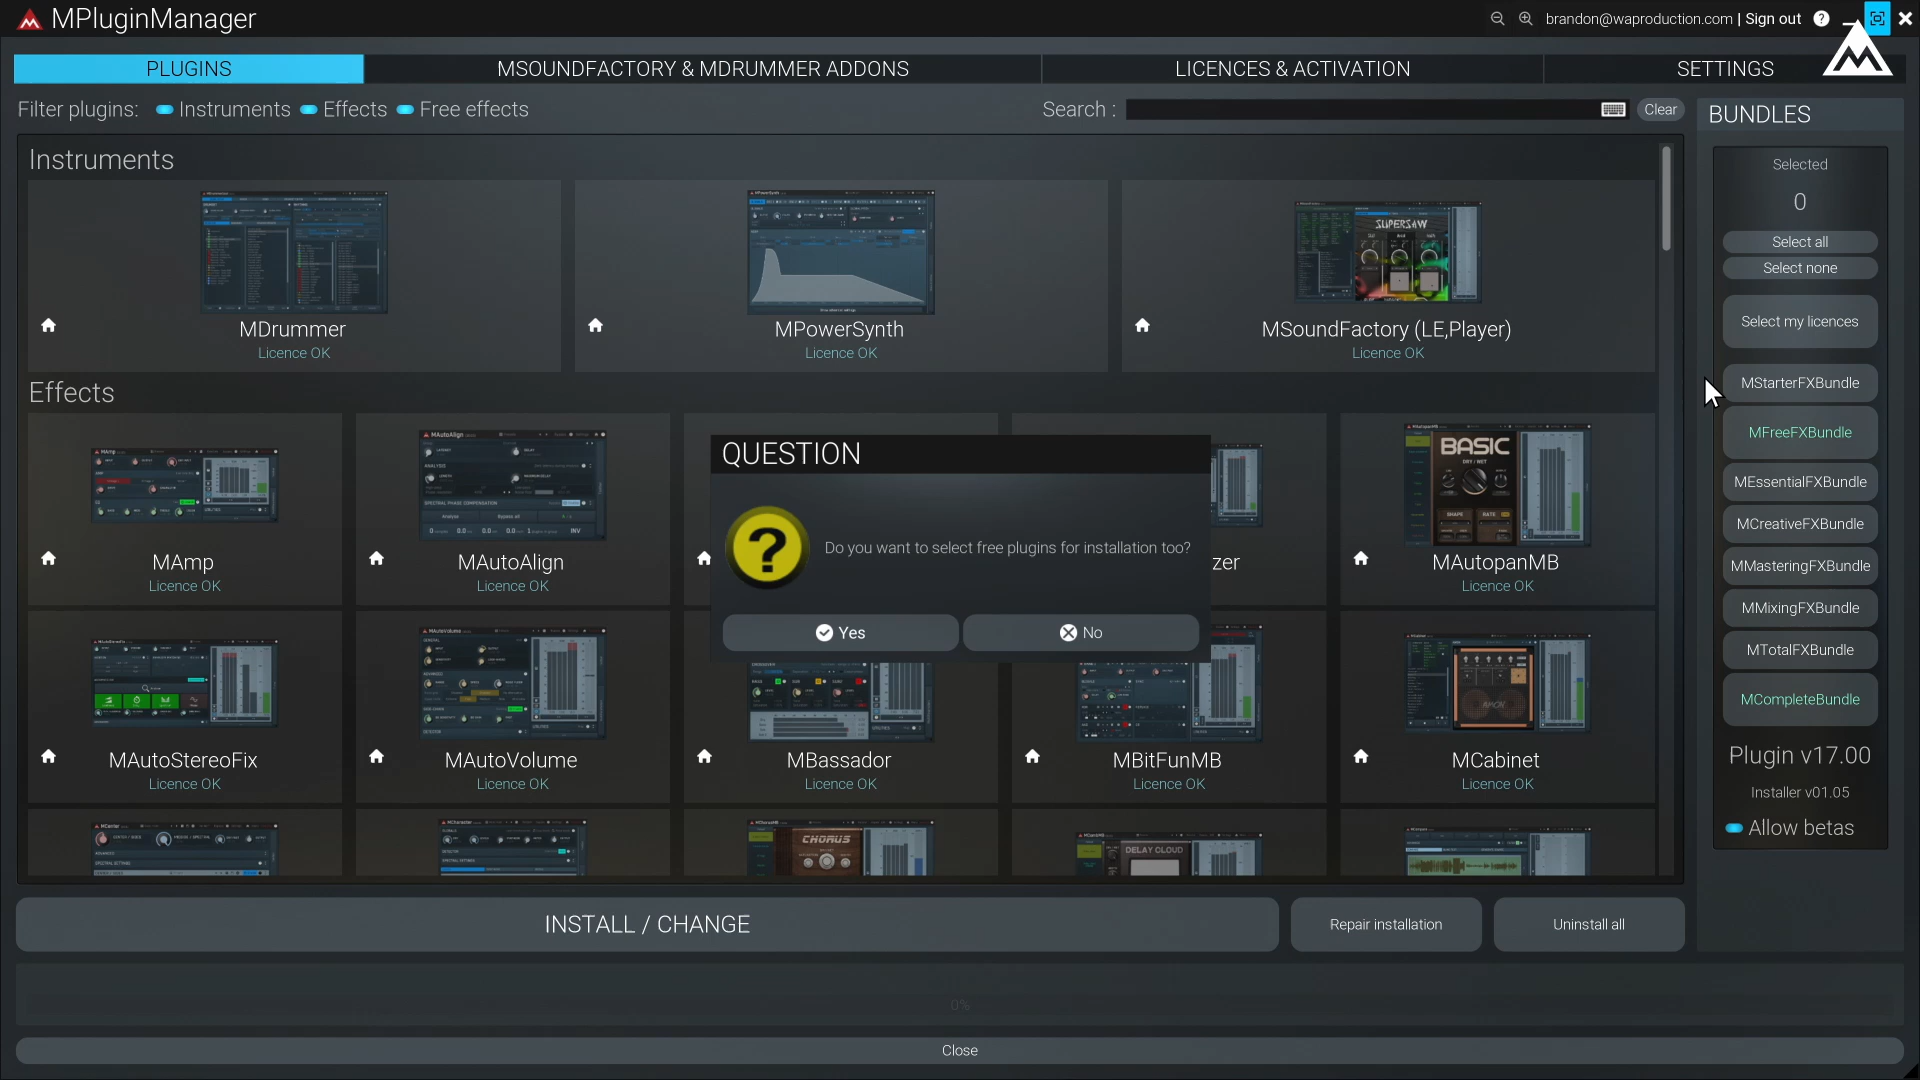 MPluginManager
brandon@waproduction.com | Sign out
PLUGINS
MSOUNDFACTORY & MDRUMMER ADDONS
LICENCES & ACTIVATION
SETTINGS
Filter plugins: Instruments Effects Free effects
Search : Clear
BUNDLES
Instruments
Selected
0
Select all
Select none
Select my licences
SUPERSAW
MDrummer
Licence OK
MPowerSynth
Licence OK
MSoundFactory (LE,Player)
Licence OK
MStarterFXBundle
MFreeFXBundle
MEssentialFXBundle
MCreativeFXBundle
MMasteringFXBundle
MMixingFXBundle
MTotalFXBundle
MCompleteBundle
Plugin v17.00
Installer v01.05
Allow betas
Effects
QUESTION
Do you want to select free plugins for installation too?
Yes
No
BASIC
MAmp
Licence OK
MAutoAlign
Licence OK
zer
MAutopanMB
Licence OK
MAutoStereoFix
Licence OK
MAutoVolume
Licence OK
MBassador
Licence OK
MBitFunMB
Licence OK
MCabinet
Licence OK
CHORUS
DELAY CLOUD
INSTALL / CHANGE
Repair installation
Uninstall all
0%
Close